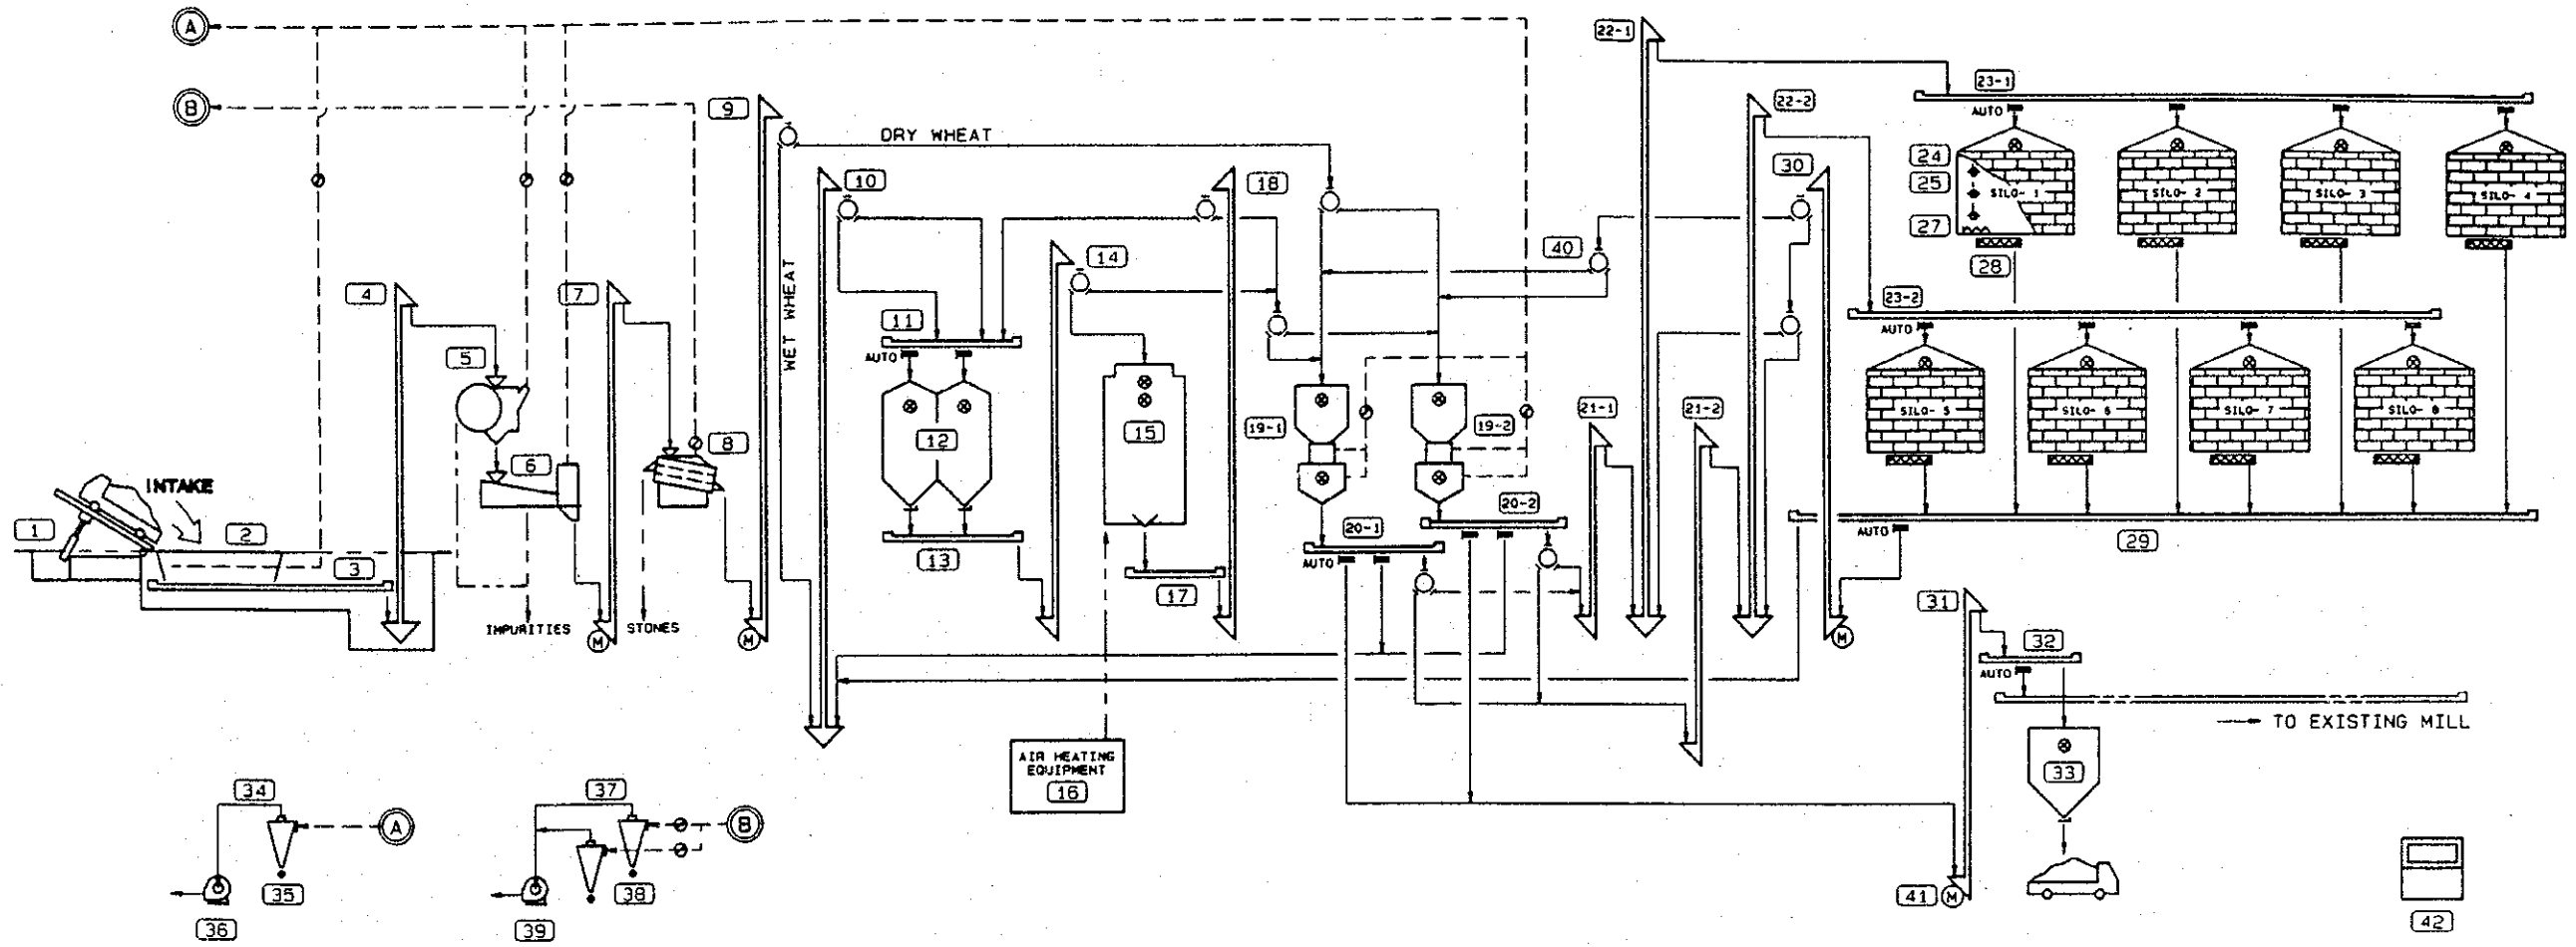 A
22-1
23-1
B
9
22-2
AUTO
DRY WHEAT
10
18
30
24
25
SILO- 1
SILO- 2
SILO- 3
SILO- 4
27
40
14
28
WET WHEAT
4
7
11
23-2
AUTO
AUTO
5
12
15
19-1
19-2
21-1
21-2
SILO- 5
SILO- 6
SILO- 7
SILO- 8
8
6
INTAKE
20-2
1
2
20-1
AUTO
13
AUTO
29
3
17
IMPURITIES
M
STONES
M
M
31
32
AUTO
TO EXISTING MILL
AIR HEATING
EQUIPMENT
16
33
34
37
A
B
35
38
41
M
36
39
42